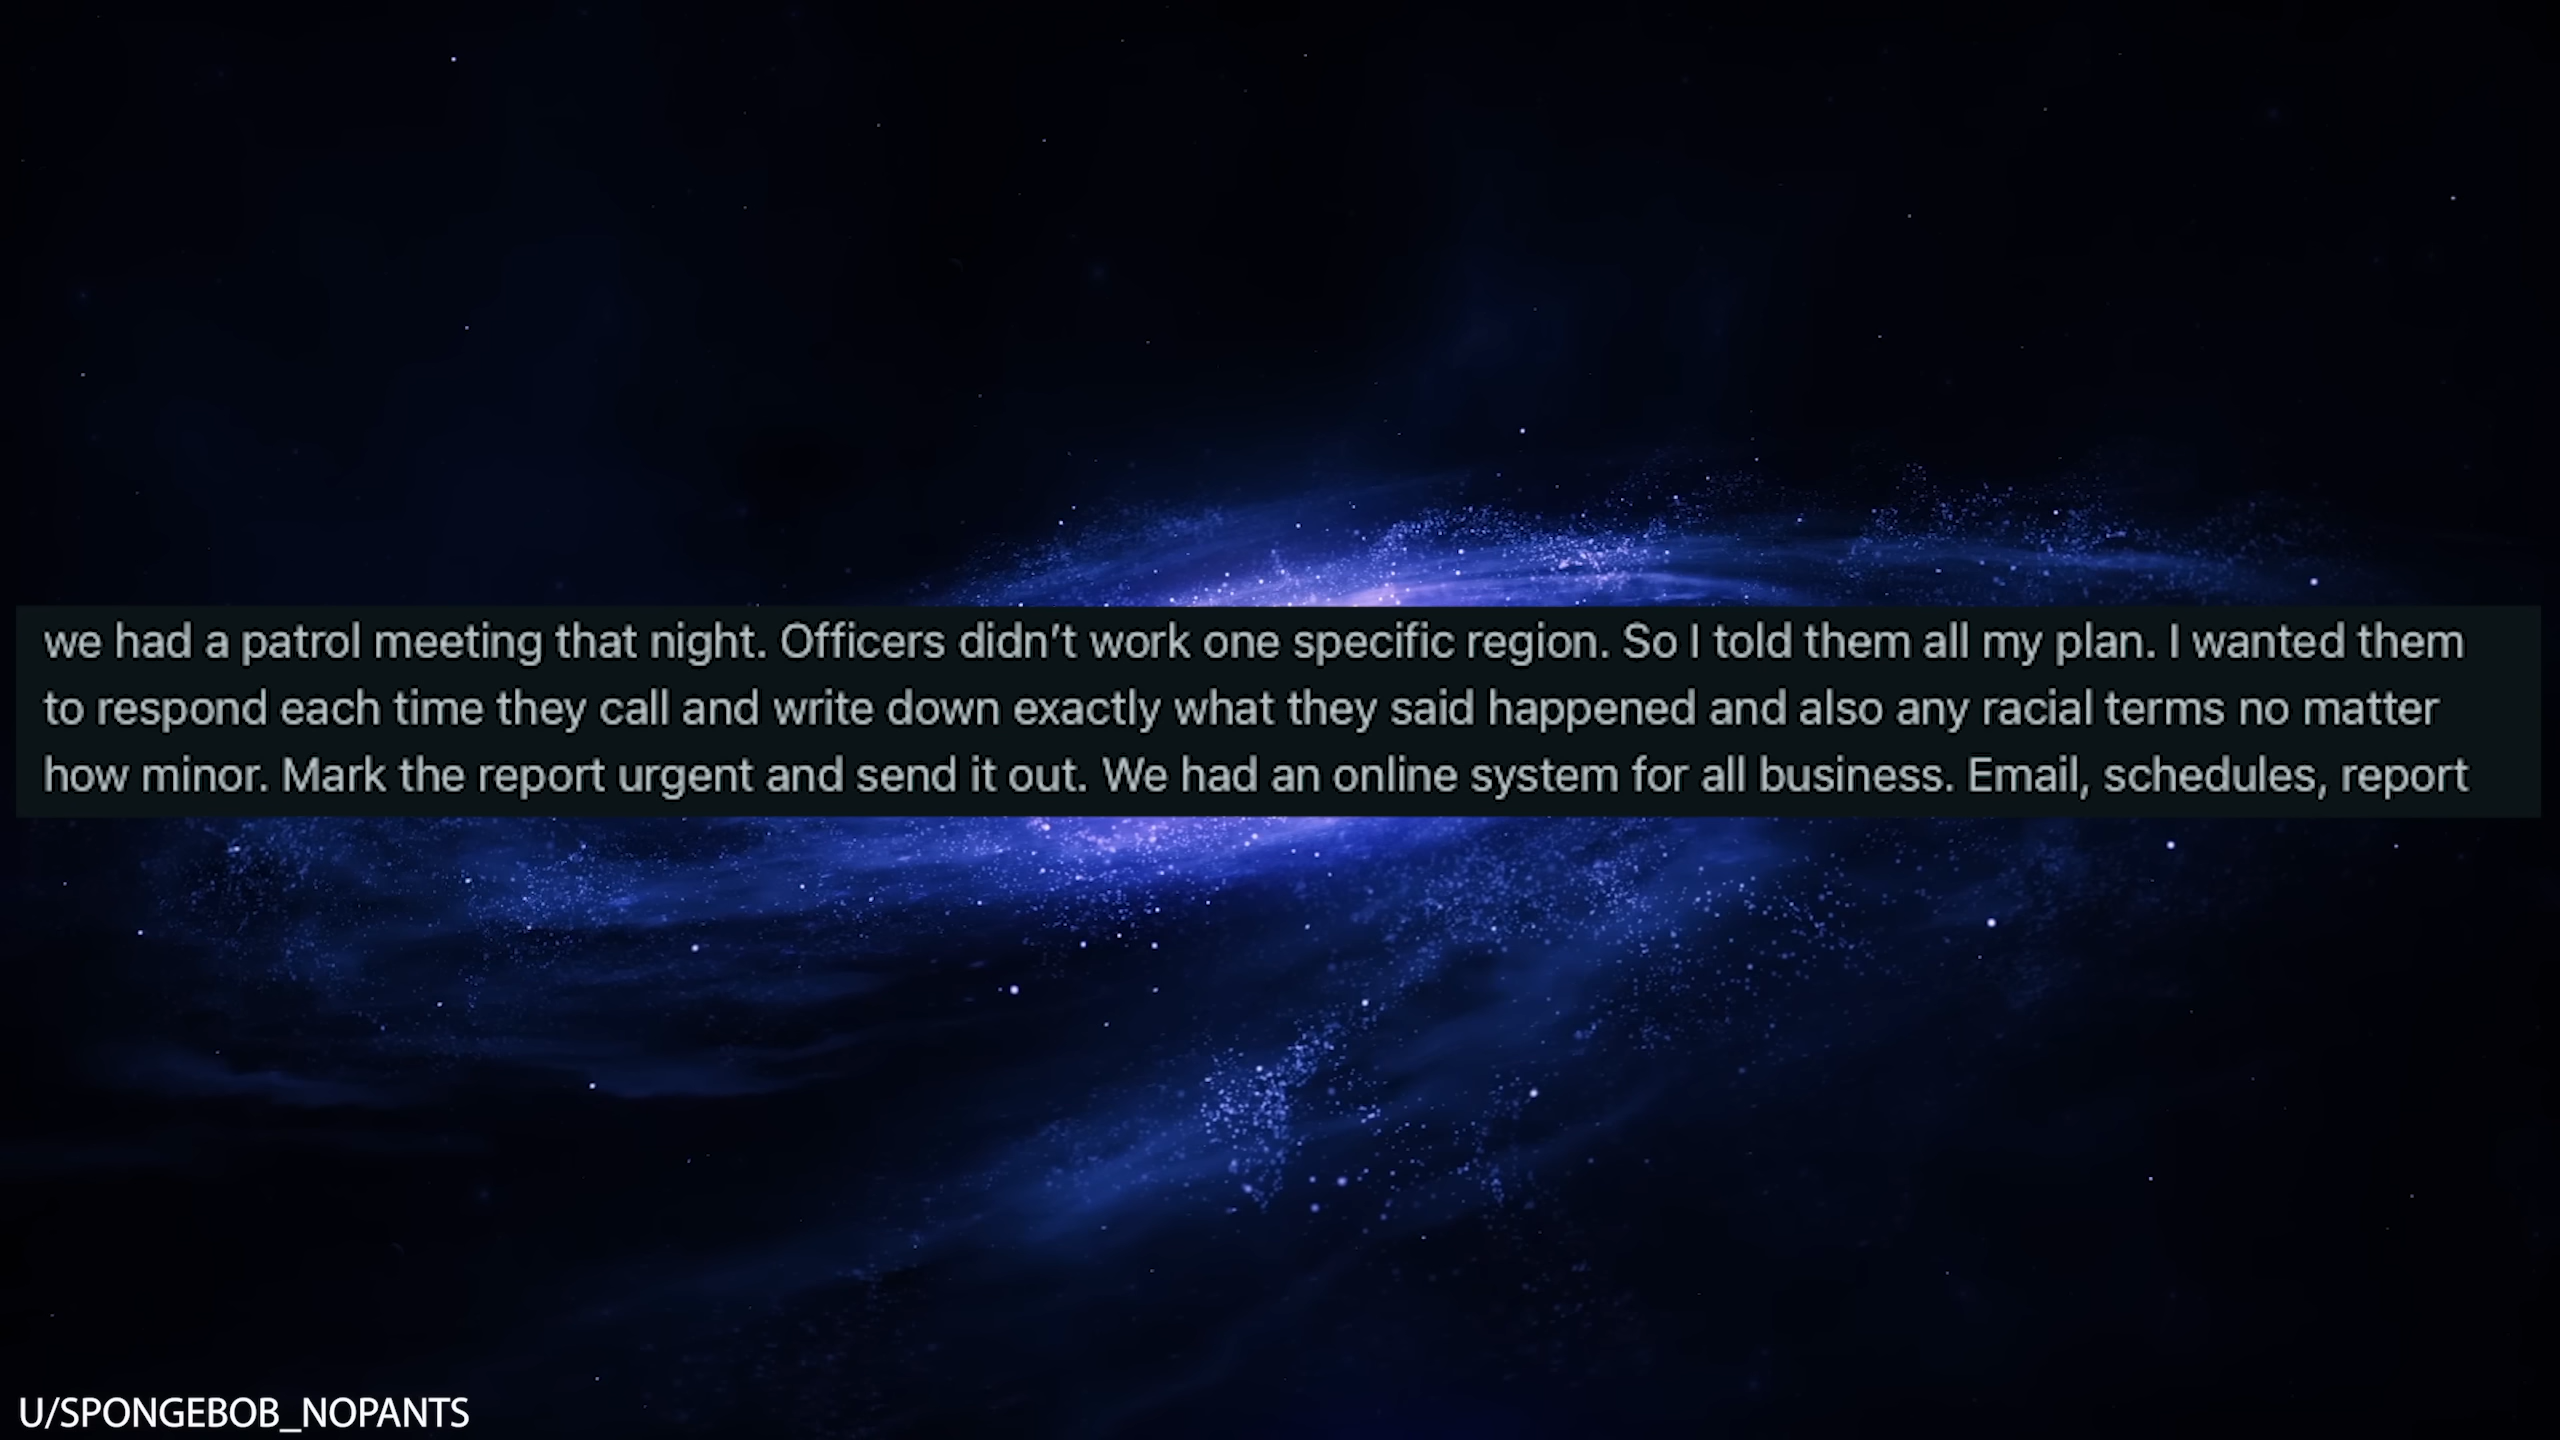 we had a patrol meeting that night. Officers didn’t work one specific region. So I told them all my plan. I wanted them
to respond each time they call and write down exactly what they said happened and also any racial terms no matter
how minor. Mark the report urgent and send it out. We had an online system for all business. Email, schedules, report
U/SPONGEBOB_NOPANTS